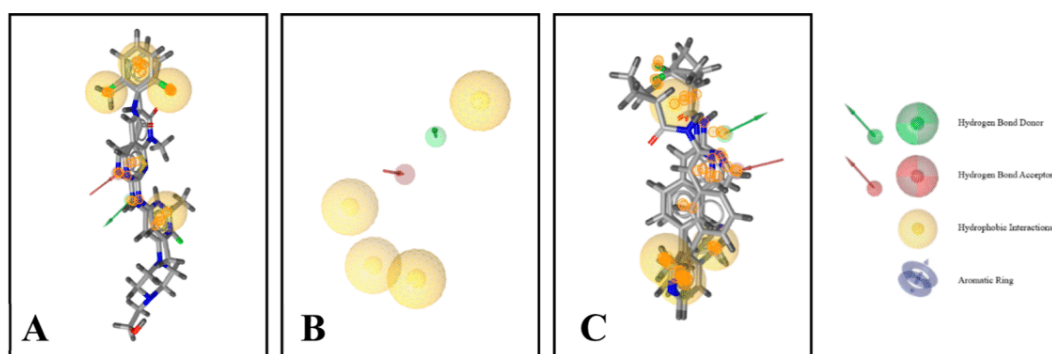 A
B
C
Hydrogen Bond Donor
Hydrogen Bond Acceptor
Hydrophobic Interactions
Aromatic Ring